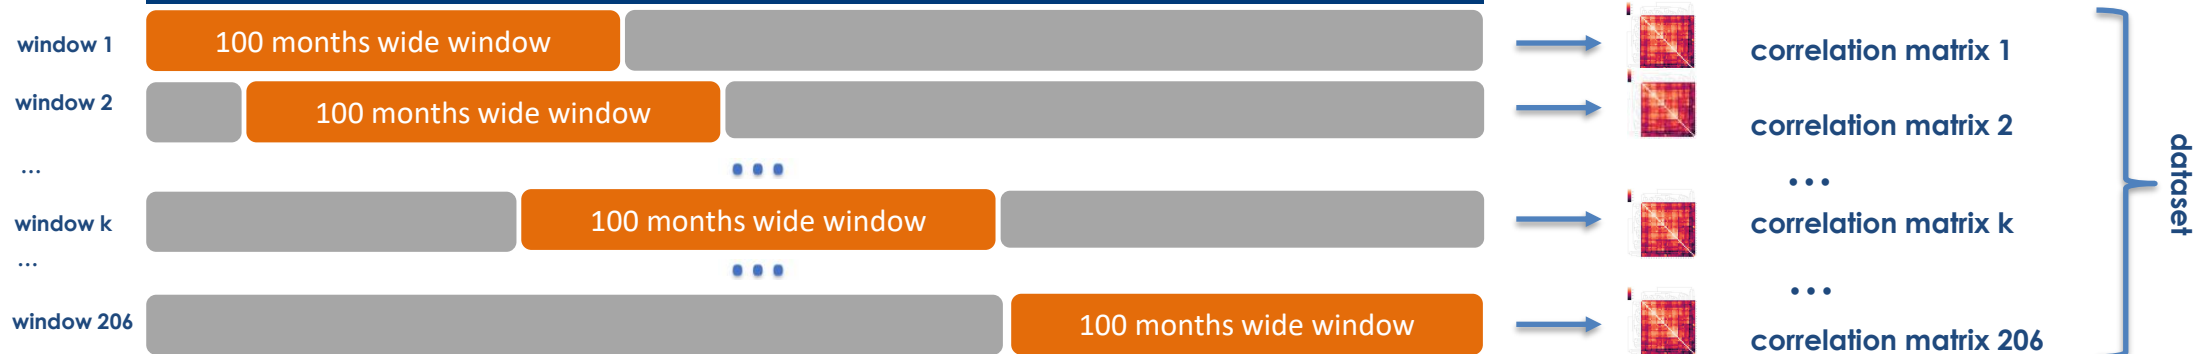 window 1
100 months wide window
correlation matrix 1
window 2
100 months wide window
correlation matrix 2
...
...
...
window k
100 months wide window
correlation matrix k
...
...
...
window 206
100 months wide window
correlation matrix 206
dataset